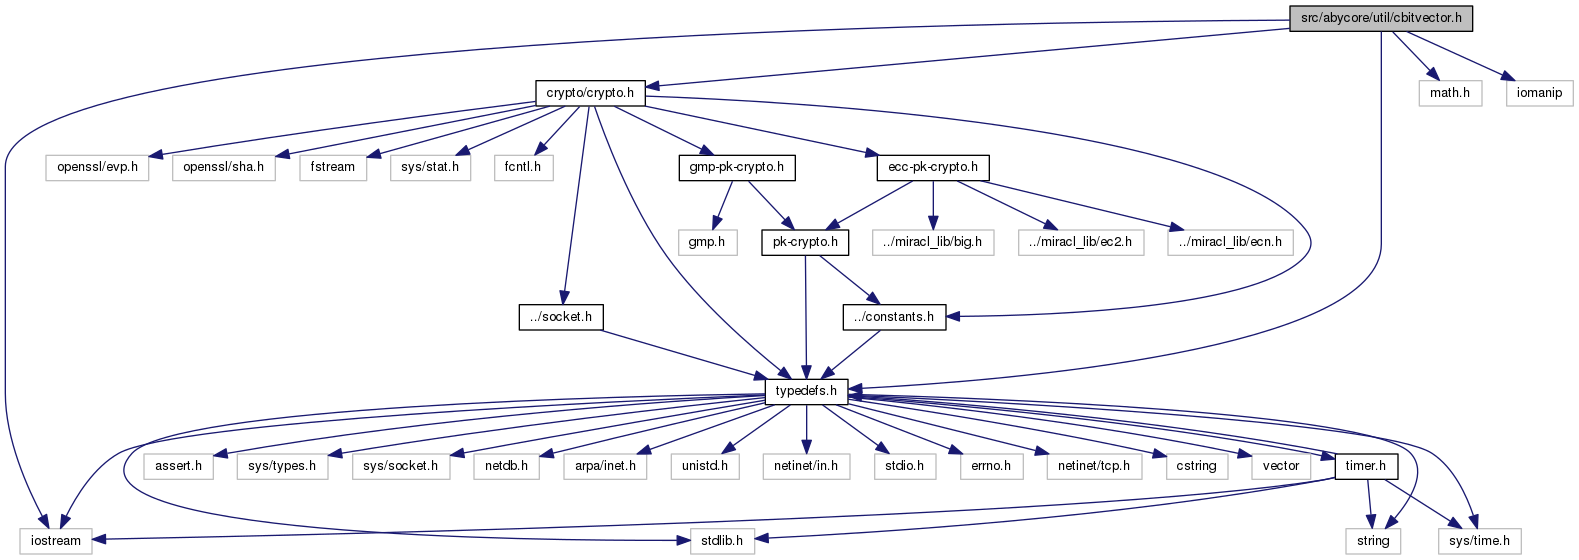 src/abycore/util/cbitvector.h
crypto/crypto.h
math.h
iomanip
openssl/evp.h
openssl/sha.h
fstream
sys/stat.h
fcntl.h
gmp-pk-crypto.h
ecc-pk-crypto.h
gmp.h
pk-crypto.h
../miracl_lib/big.h
../miracl_lib/ec2.h
../miracl_lib/ecn.h
../socket.h
../constants.h
typedefs.h
assert.h
sys/types.h
sys/socket.h
netdb.h
arpa/inet.h
unistd.h
netinet/in.h
stdio.h
errno.h
netinet/tcp.h
cstring
vector
timer.h
iostream
stdlib.h
string
sys/time.h